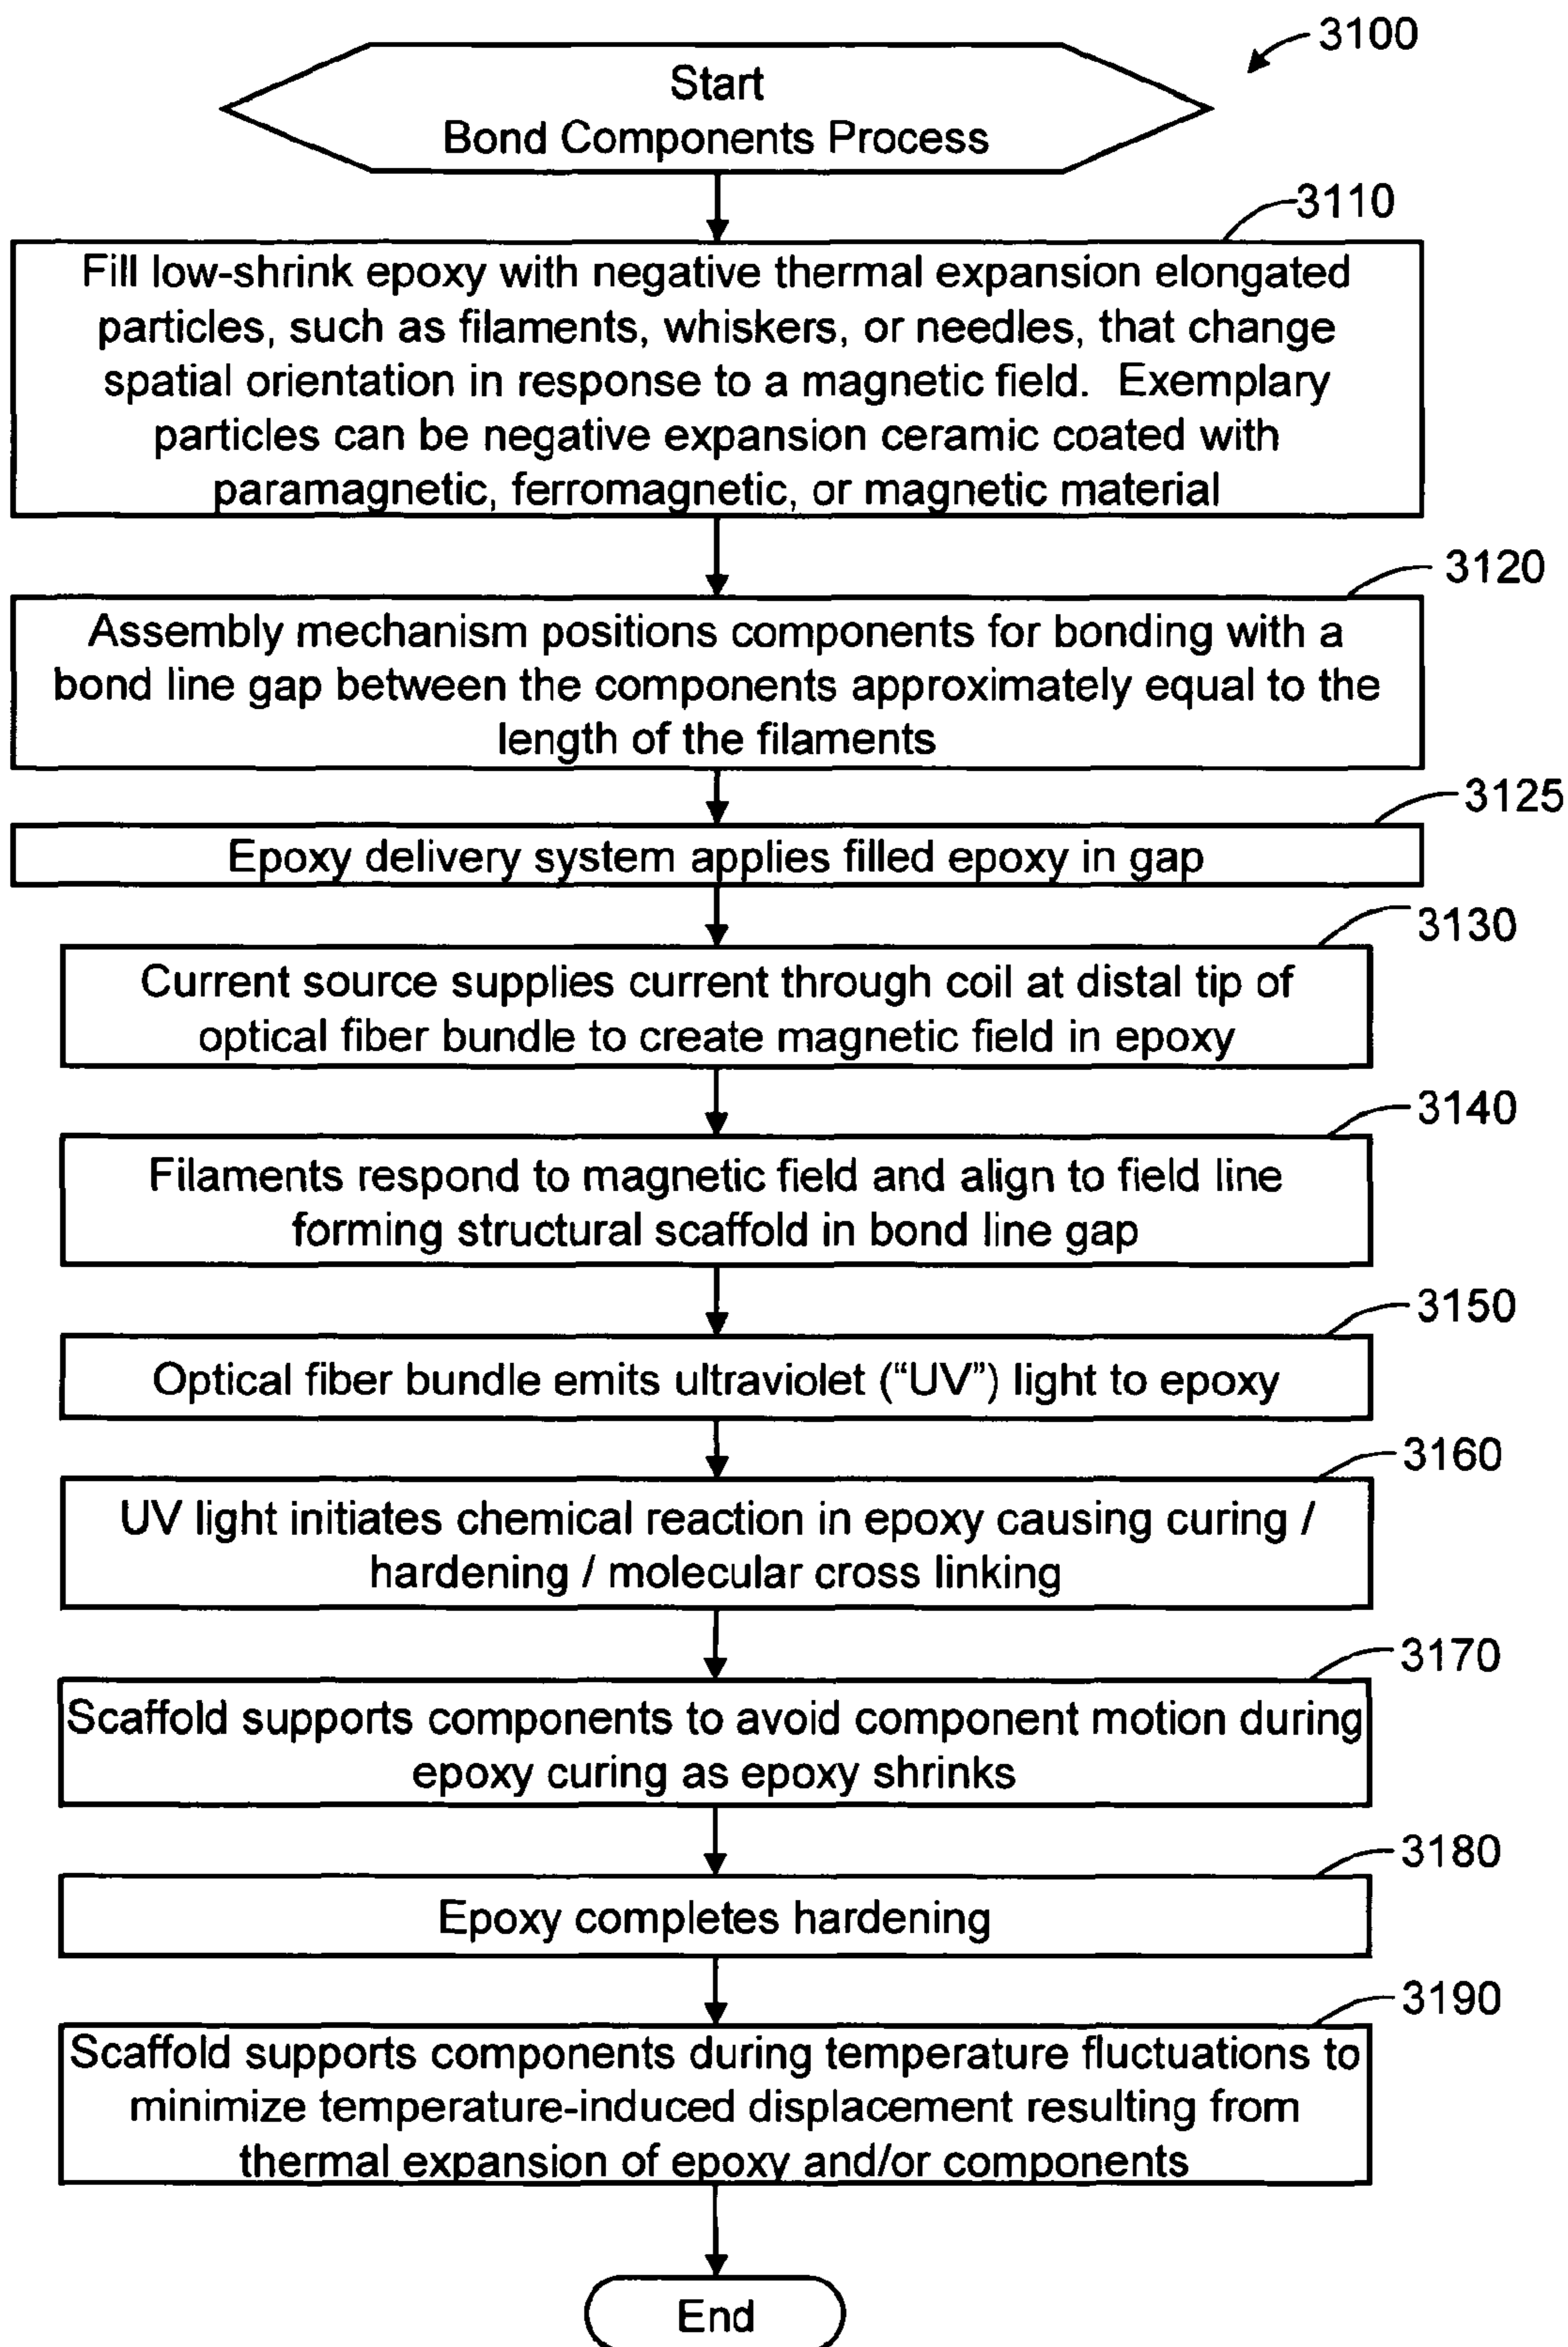 3100
Start
Bond Components Process
3110
Fill low-shrink epoxy with negative thermal expansion elongated
particles, such as filaments, whiskers, or needles, that change
spatial orientation in response to a magnetic field.  Exemplary
particles can be negative expansion ceramic coated with
paramagnetic, ferromagnetic, or magnetic material
3120
Assembly mechanism positions components for bonding with a
bond line gap between the components approximately equal to the
length of the filaments
3125
Epoxy delivery system applies filled epoxy in gap
3130
Current source supplies current through coil at distal tip of
optical fiber bundle to create magnetic field in epoxy
3140
Filaments respond to magnetic field and align to field line
forming structural scaffold in bond line gap
3150
Optical fiber bundle emits ultraviolet (“UV”) light to epoxy
3160
UV light initiates chemical reaction in epoxy causing curing /
hardening / molecular cross linking
3170
Scaffold supports components to avoid component motion during
epoxy curing as epoxy shrinks
3180
Epoxy completes hardening
3190
Scaffold supports components during temperature fluctuations to
minimize temperature-induced displacement resulting from
thermal expansion of epoxy and/or components
End